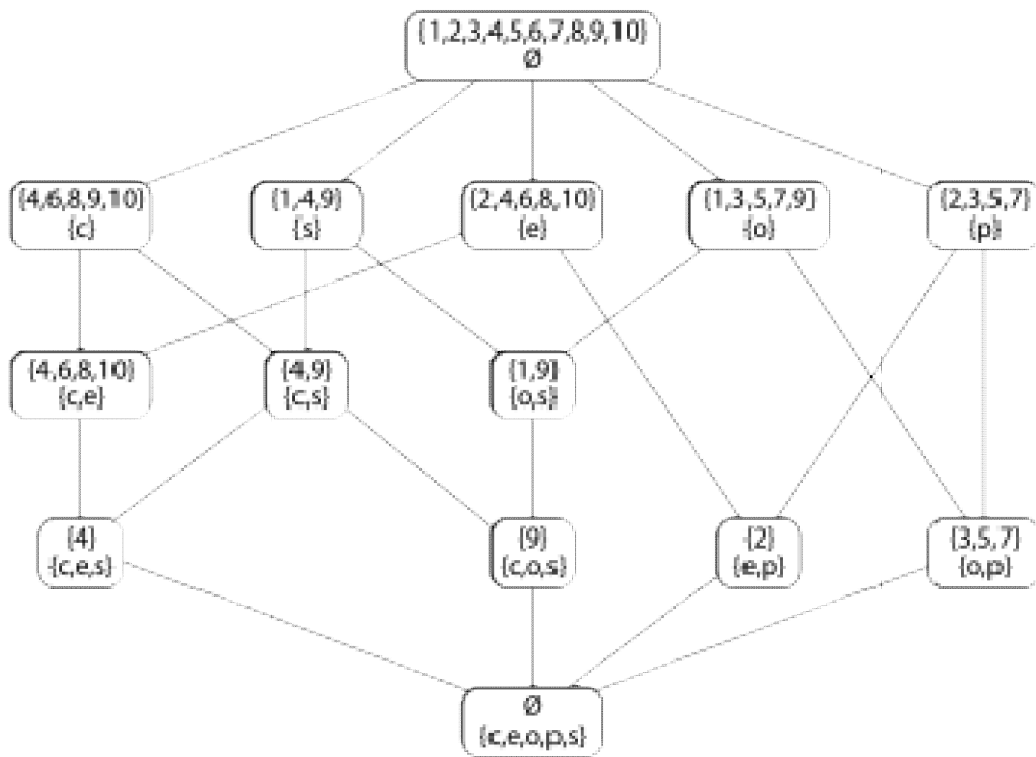 {1,2,3,4,5,6,7,8,9,10}
Ø
{4,6,8,9,10}
{c}
{1,4,9}
{s}
{2,4,6,8,10}
{e}
{1,3,5,7,9}
{o}
{2,3,5,7}
{p}
{4,6,8,10}
{c,e}
{4,9}
{c,s}
{1,9}
{o,s}
{4}
{c,e,s}
{9}
{c,o,s}
{2}
{e,p}
{3,5,7}
{o,p}
Ø
{c,e,o,p,s}